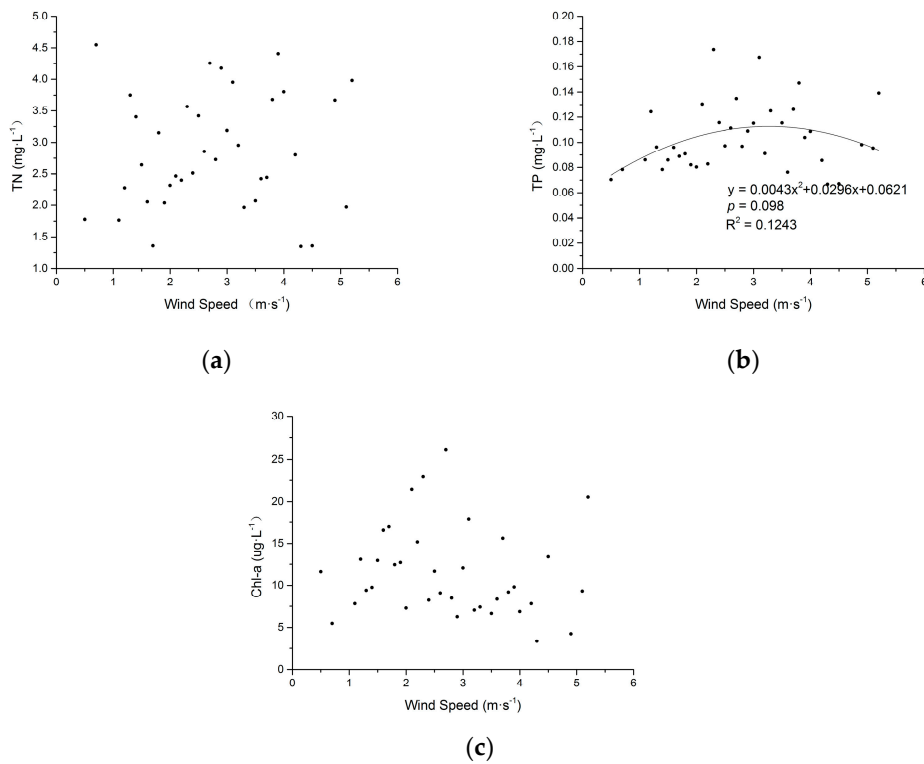 5.0
4.5
4.0
3.5
3.0
2.5
2.0
1.5
1.0
TN (mg·L⁻¹)
0 1 2 3 4 5 6
Wind Speed （m·s⁻¹)
(a)
0.20
0.18
0.16
0.14
0.12
0.10
0.08
0.06
0.04
0.02
0.00
TP (mg·L⁻¹)
y = 0.0043x²+0.0296x+0.0621
p = 0.098
R² = 0.1243
0 1 2 3 4 5 6
Wind Speed (m·s⁻¹)
(b)
30
25
20
15
10
5
0
Chl-a (ug·L⁻¹)
0 1 2 3 4 5 6
Wind Speed (m·s⁻¹)
(c)